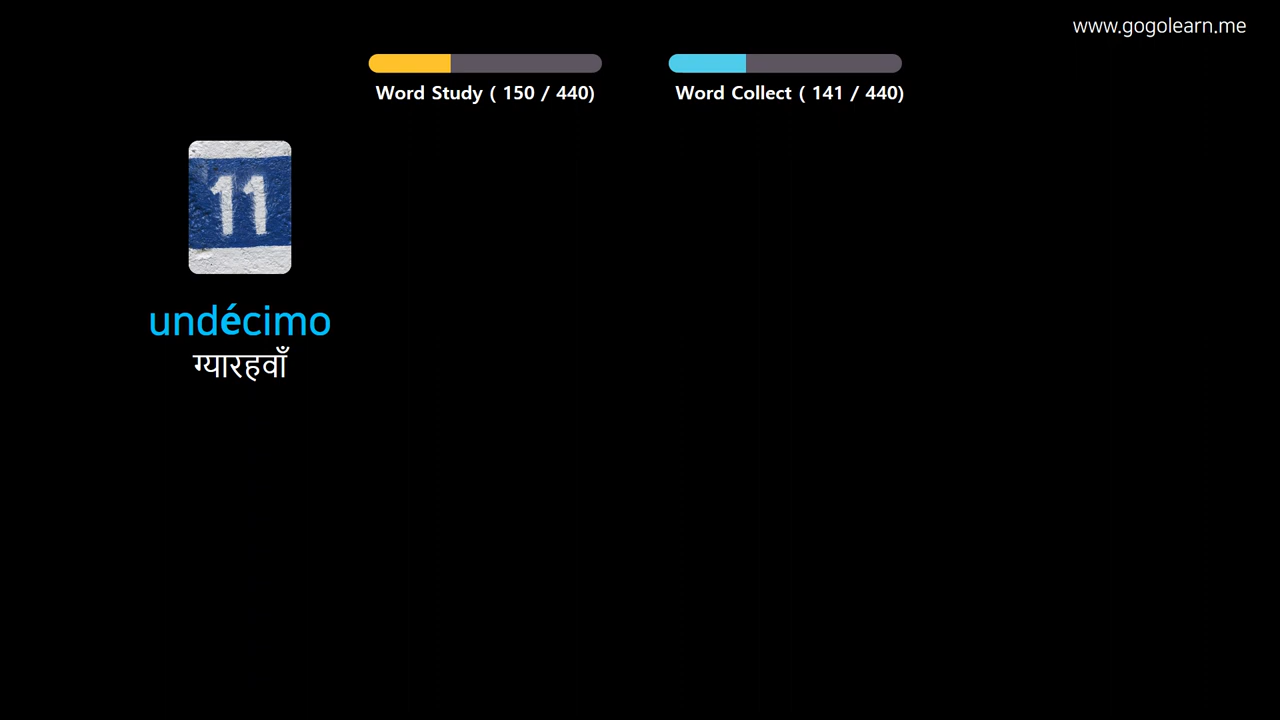 www.gogolearn.me
Word Study ( 150 / 440)
Word Collect ( 141 / 440)
11
undécimo
ग्यारहवाँ